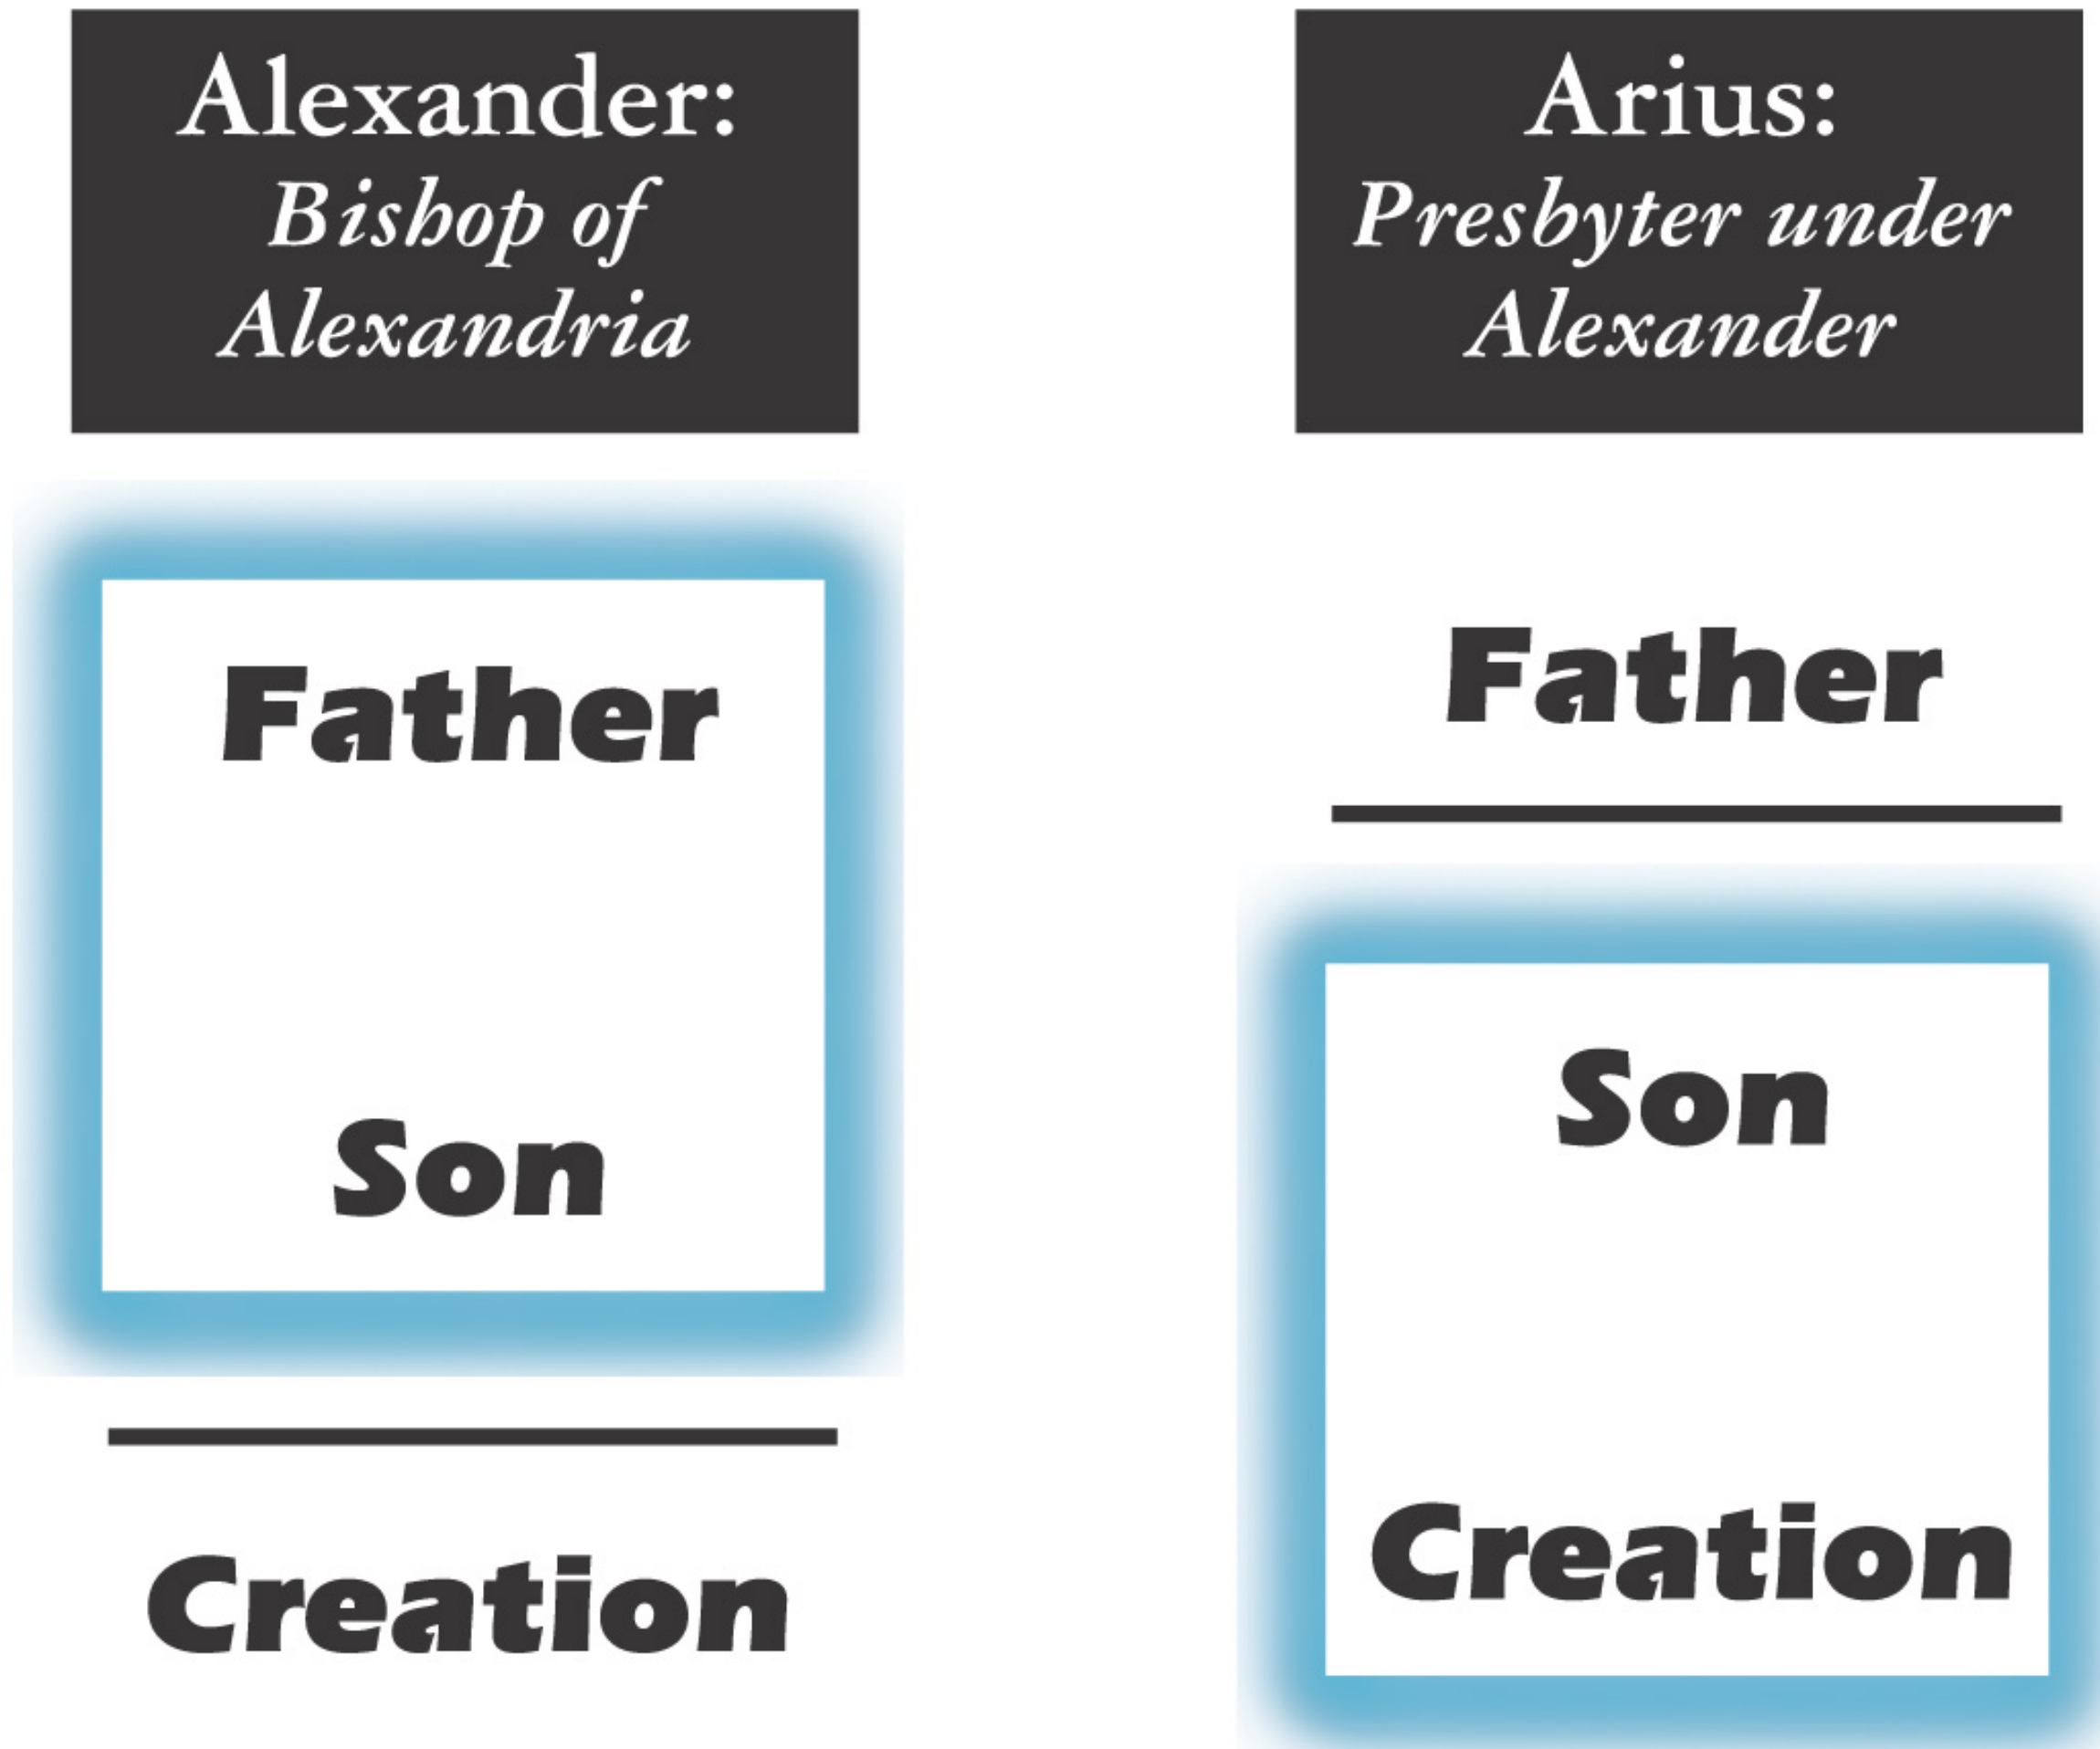 Alexander:
Bishop of
Alexandria
Father
Son
Creation
Arius:
Presbyter under
Alexander
Father
Son
Creation